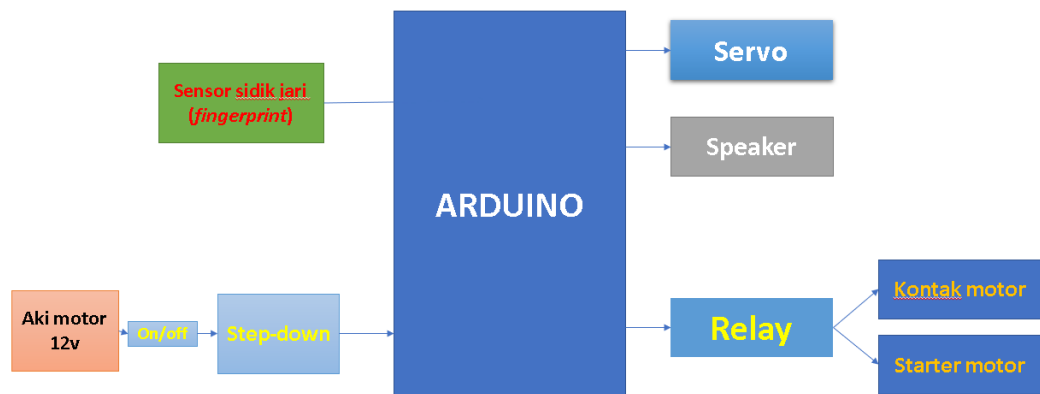 Servo
Sensor sidik jari
(fingerprint)
Speaker
ARDUINO
Aki motor
12v
On/off
Step-down
Relay
Kontak motor
Starter motor